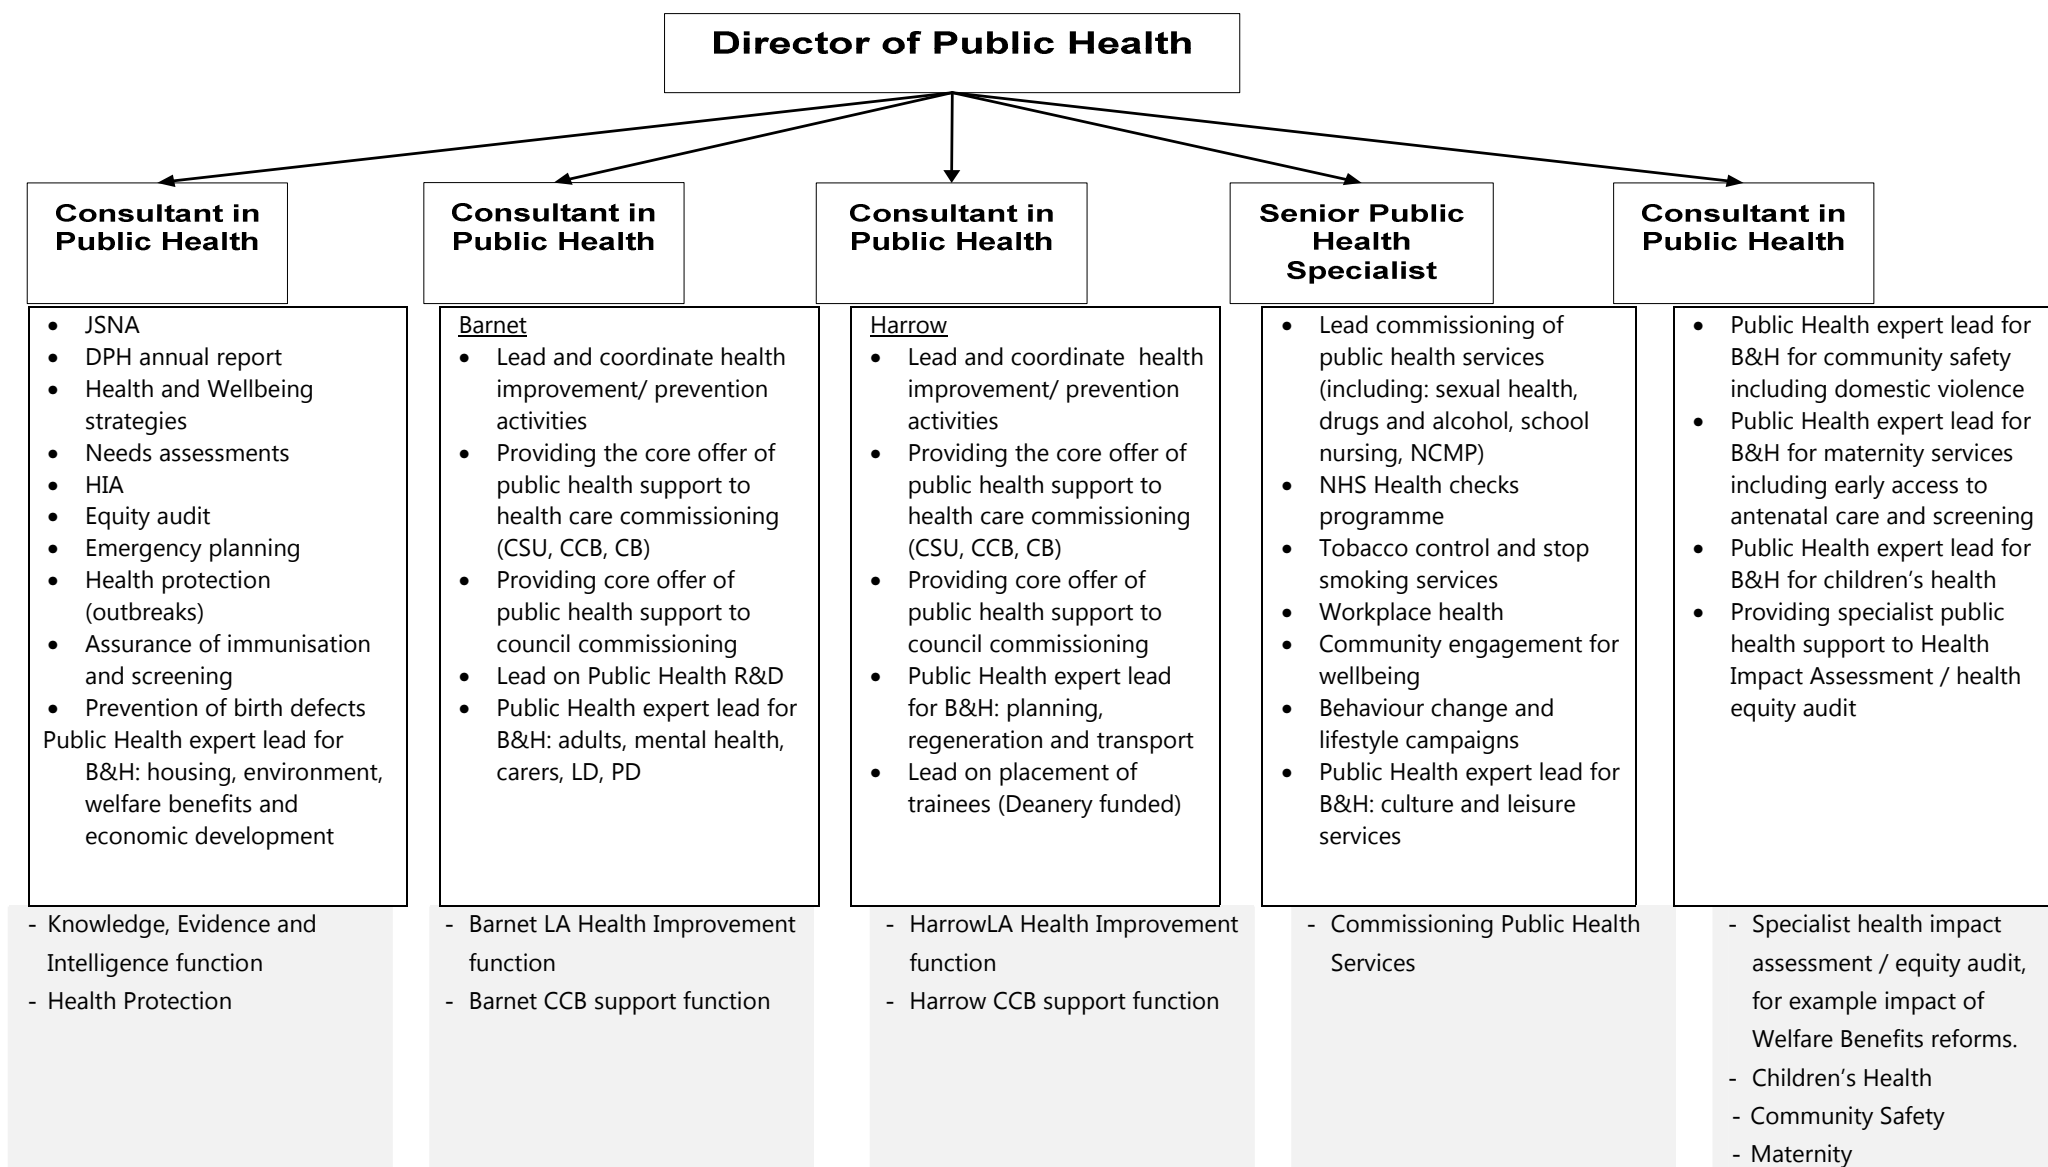 Director of Public Health
Consultant in
Public Health
Consultant in
Public Health
Consultant in
Public Health
Senior Public
Health
Specialist
Consultant in
Public Health
• JSNA
• DPH annual report
• Health and Wellbeing
strategies
• Needs assessments
• HIA
• Equity audit
• Emergency planning
• Health protection
(outbreaks)
• Assurance of immunisation
and screening
• Prevention of birth defects
Public Health expert lead for
B&H: housing, environment,
welfare benefits and
economic development
Barnet
• Lead and coordinate health
improvement/ prevention
activities
• Providing the core offer of
public health support to
health care commissioning
(CSU, CCB, CB)
• Providing core offer of
public health support to
council commissioning
• Lead on Public Health R&D
• Public Health expert lead for
B&H: adults, mental health,
carers, LD, PD
Harrow
• Lead and coordinate  health
improvement/ prevention
activities
• Providing the core offer of
public health support to
health care commissioning
(CSU, CCB, CB)
• Providing core offer of
public health support to
council commissioning
• Public Health expert lead
for B&H: planning,
regeneration and transport
• Lead on placement of
trainees (Deanery funded)
• Lead commissioning of
public health services
(including: sexual health,
drugs and alcohol, school
nursing, NCMP)
• NHS Health checks
programme
• Tobacco control and stop
smoking services
• Workplace health
• Community engagement for
wellbeing
• Behaviour change and
lifestyle campaigns
• Public Health expert lead for
B&H: culture and leisure
services
• Public Health expert lead for
B&H for community safety
including domestic violence
• Public Health expert lead for
B&H for maternity services
including early access to
antenatal care and screening
• Public Health expert lead for
B&H for children’s health
• Providing specialist public
health support to Health
Impact Assessment / health
equity audit
- Knowledge, Evidence and
Intelligence function
- Health Protection
- Barnet LA Health Improvement
function
- Barnet CCB support function
- HarrowLA Health Improvement
function
- Harrow CCB support function
- Commissioning Public Health
Services
- Specialist health impact
assessment / equity audit,
for example impact of
Welfare Benefits reforms.
- Children’s Health
- Community Safety
- Maternity